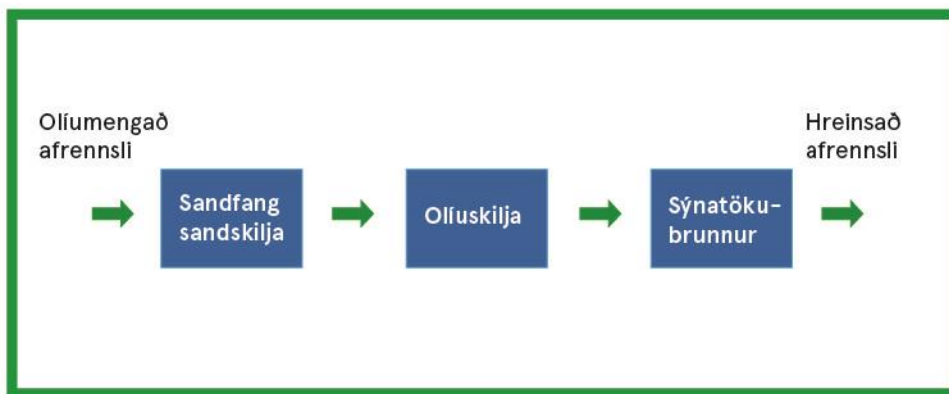 Olíumengað
afrennsli
Sandfang
sandskilja
Olíuskilja
Sýnatöku-
brunnur
Hreinsað
afrennsli